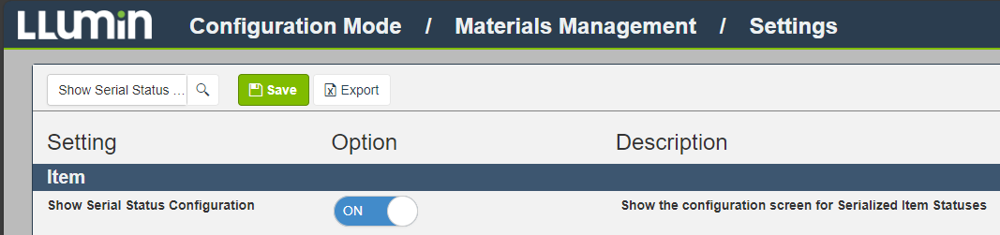 LLUMiN Configuration Mode / Materials Management / Settings
Show Serial Status ... Save Export
Setting Option Description
Item
Show Serial Status Configuration ON Show the configuration screen for Serialized Item Statuses